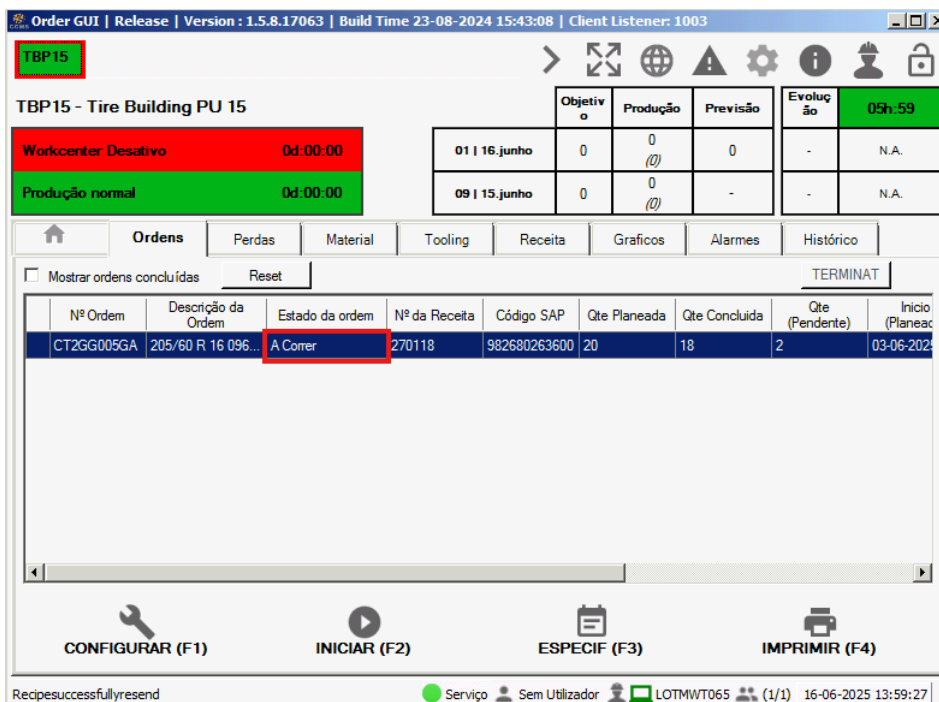 Order GUI | Release | Version : 1.5.8.17063 | Build Time 23-08-2024 15:43:08 | Client Listener: 1003
TBP15
TBP15 - Tire Building PU 15
Objetiv
o
Produção
Previsão
Evoluç
ão
05h:59
Workcenter Desativo 0d:00:00
01 | 16.junho 0 0 (0) 0 - N.A.
Produção normal 0d:00:00
09 | 15.junho 0 0 (0) - - N.A.
Ordens Perdas Material Tooling Receita Graficos Alarmes Histórico
Mostrar ordens concluídas Reset TERMINAT
Nº Ordem
Descrição da
Ordem
Estado da ordem
Nº da Receita
Código SAP
Qte Planeada
Qte Concluida
Qte
(Pendente)
Inicio
(Planeac
CT2GG005GA 205/60 R 16 096... A Correr 270118 982680263600 20 18 2 03-06-2025
CONFIGURAR (F1) INICIAR (F2) ESPECIF (F3) IMPRIMIR (F4)
Recipesuccessfullyresend Serviço Sem Utilizador LOTMWT065 (1/1) 16-06-2025 13:59:27